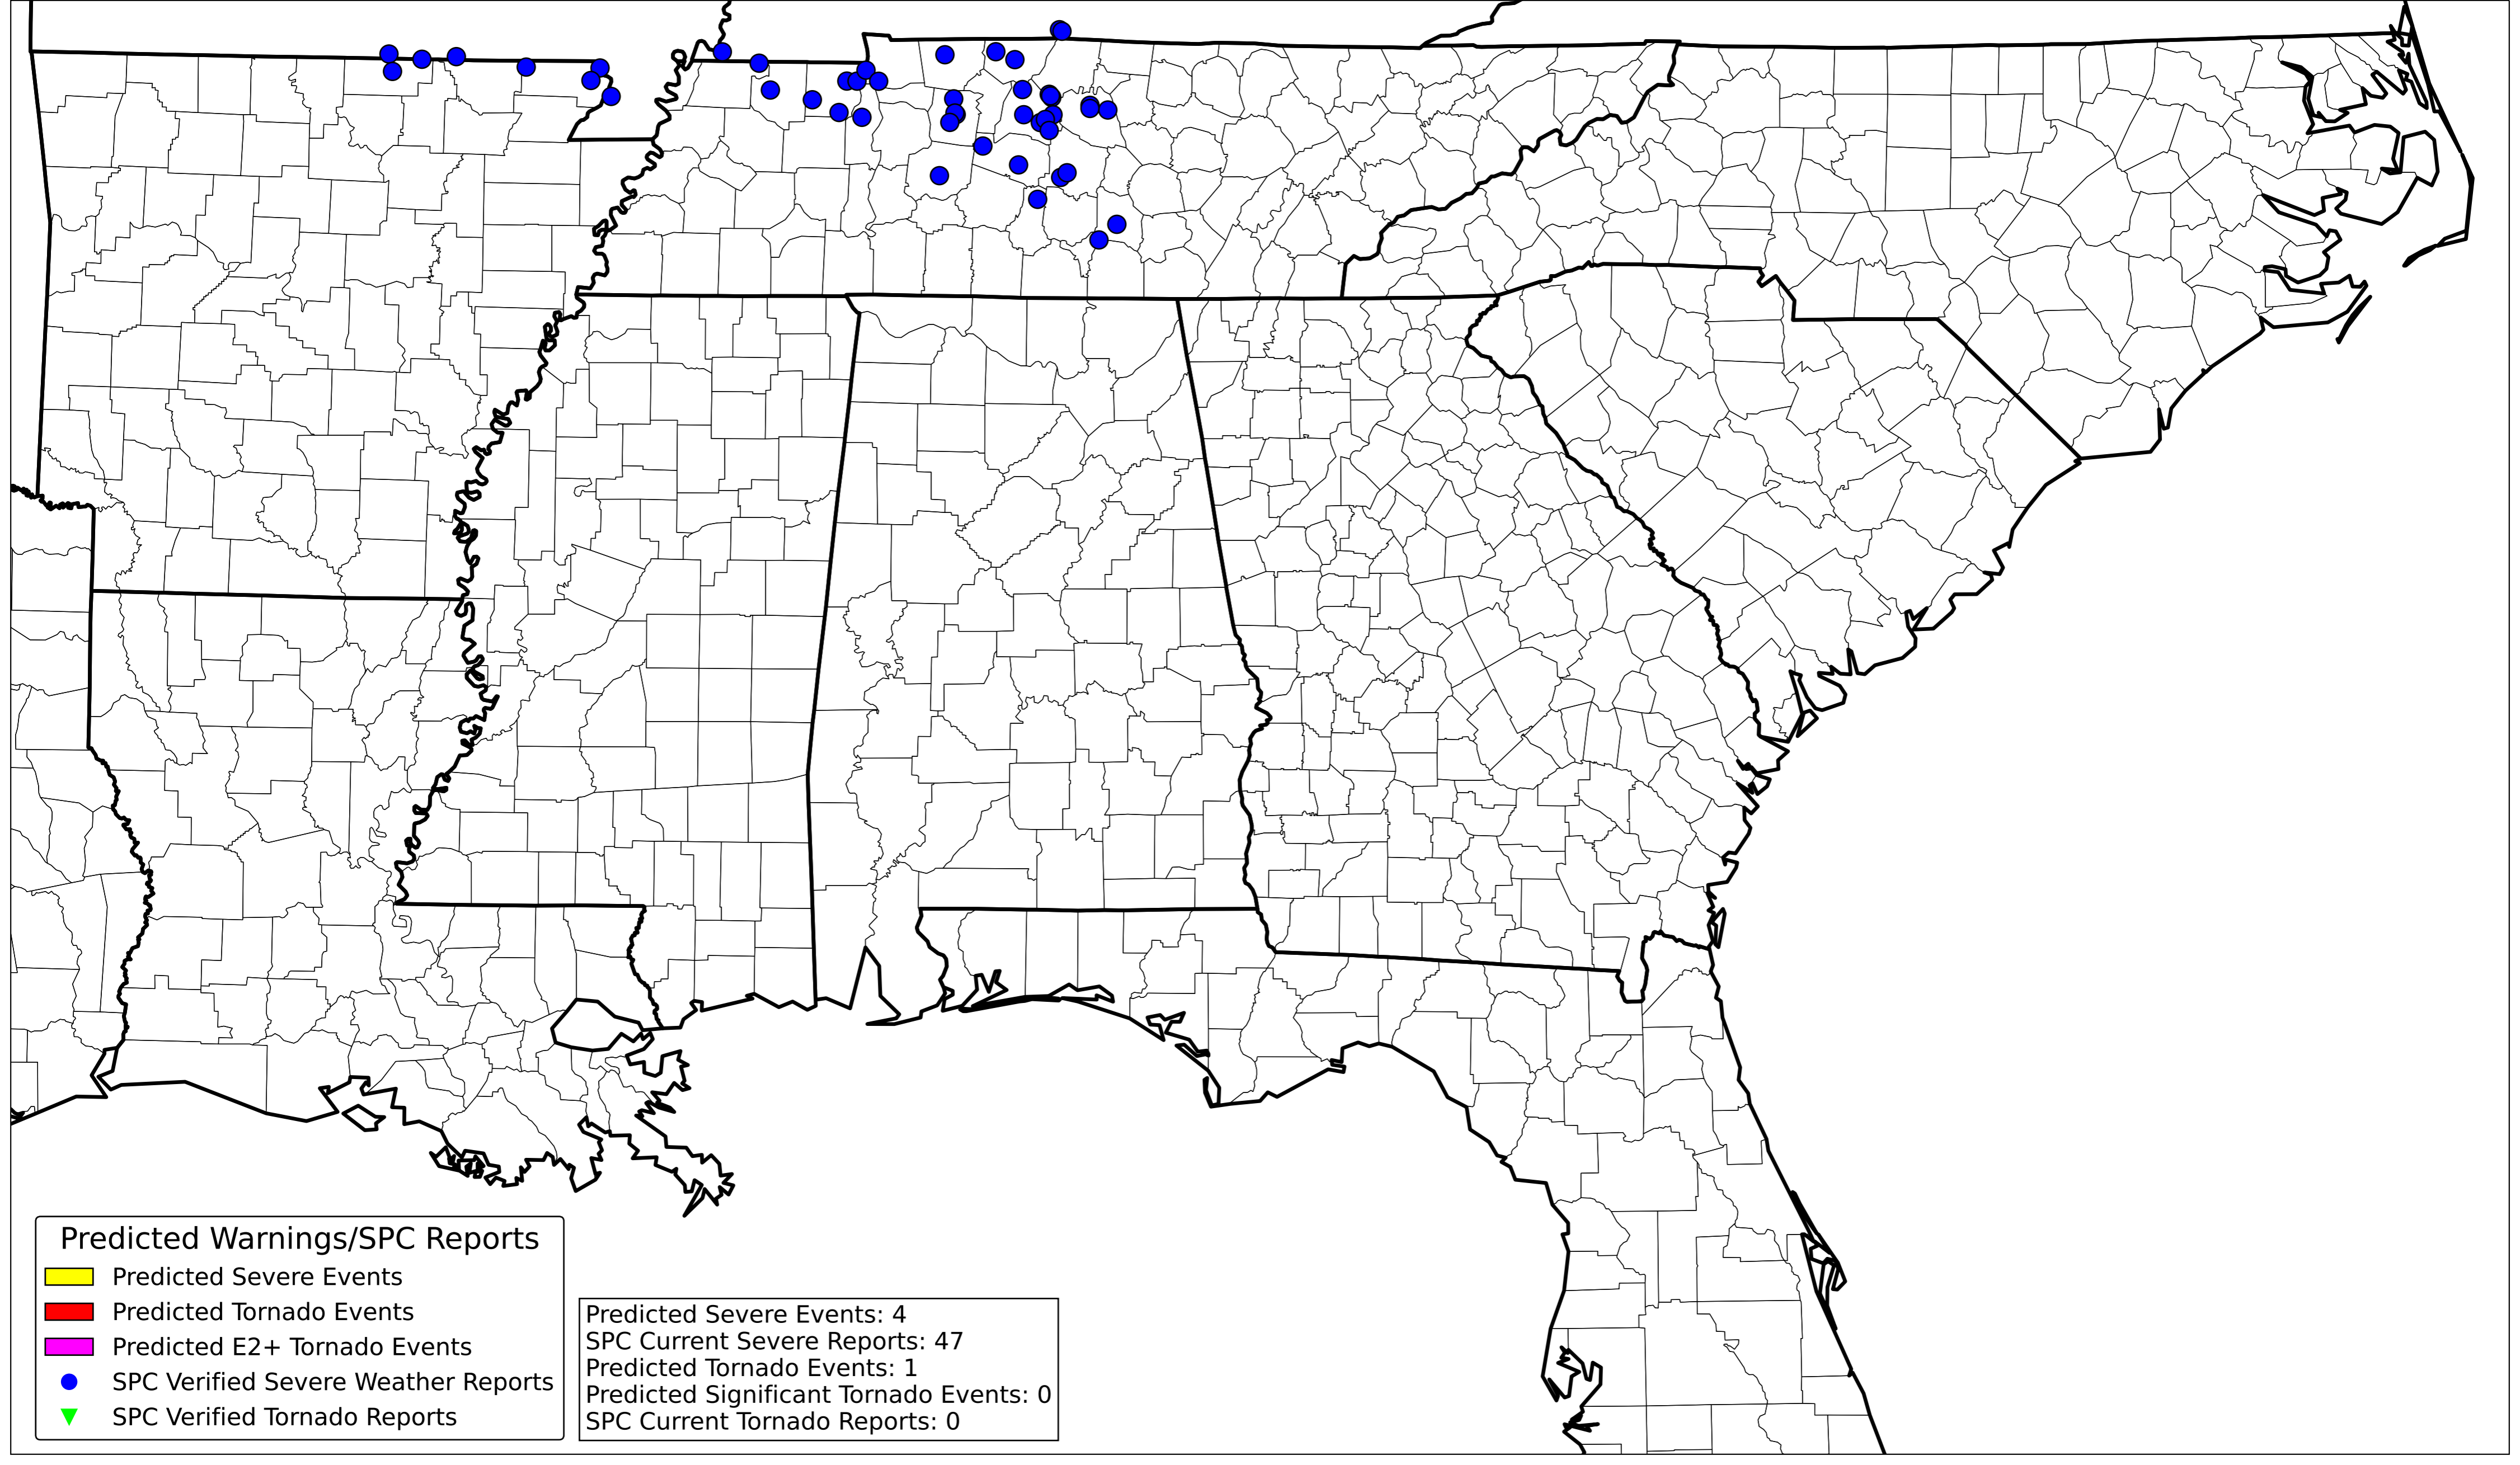 Predicted Warnings/SPC Reports
Predicted Severe Events
Predicted Tornado Events
Predicted E2+ Tornado Events
SPC Verified Severe Weather Reports
SPC Verified Tornado Reports
Predicted Severe Events: 4
SPC Current Severe Reports: 47
Predicted Tornado Events: 1
Predicted Significant Tornado Events: 0
SPC Current Tornado Reports: 0